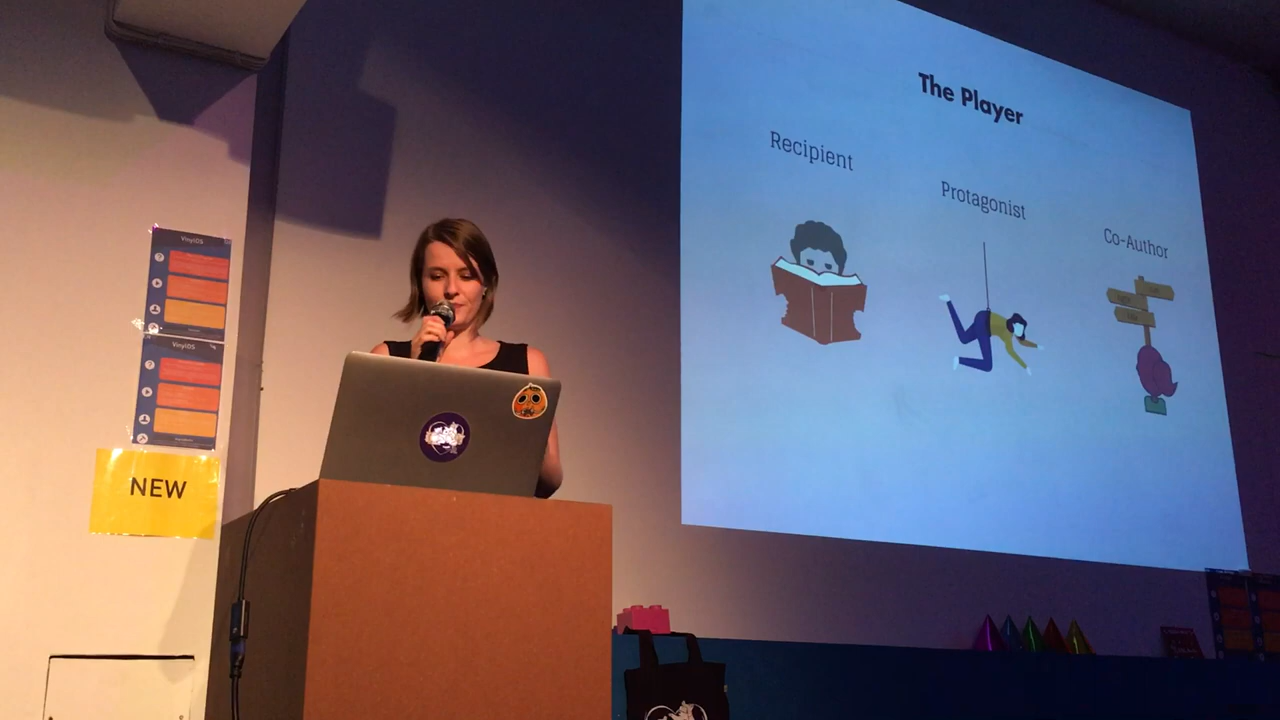 The Player
Recipient
Protagonist
Co-Author
VinylOS
VinylOS
NEW